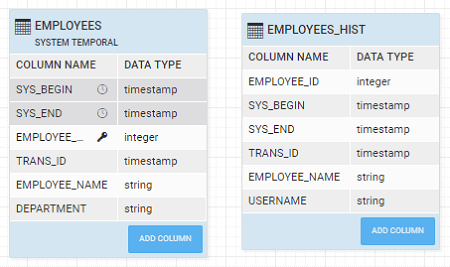 EMPLOYEES
SYSTEM TEMPORAL
COLUMN NAME DATA TYPE
SYS_BEGIN timestamp
SYS_END timestamp
EMPLOYEE_... integer
TRANS_ID timestamp
EMPLOYEE_NAME string
DEPARTMENT string
ADD COLUMN
EMPLOYEES_HIST
COLUMN NAME DATA TYPE
EMPLOYEE_ID integer
SYS_BEGIN timestamp
SYS_END timestamp
TRANS_ID timestamp
EMPLOYEE_NAME string
USERNAME string
ADD COLUMN